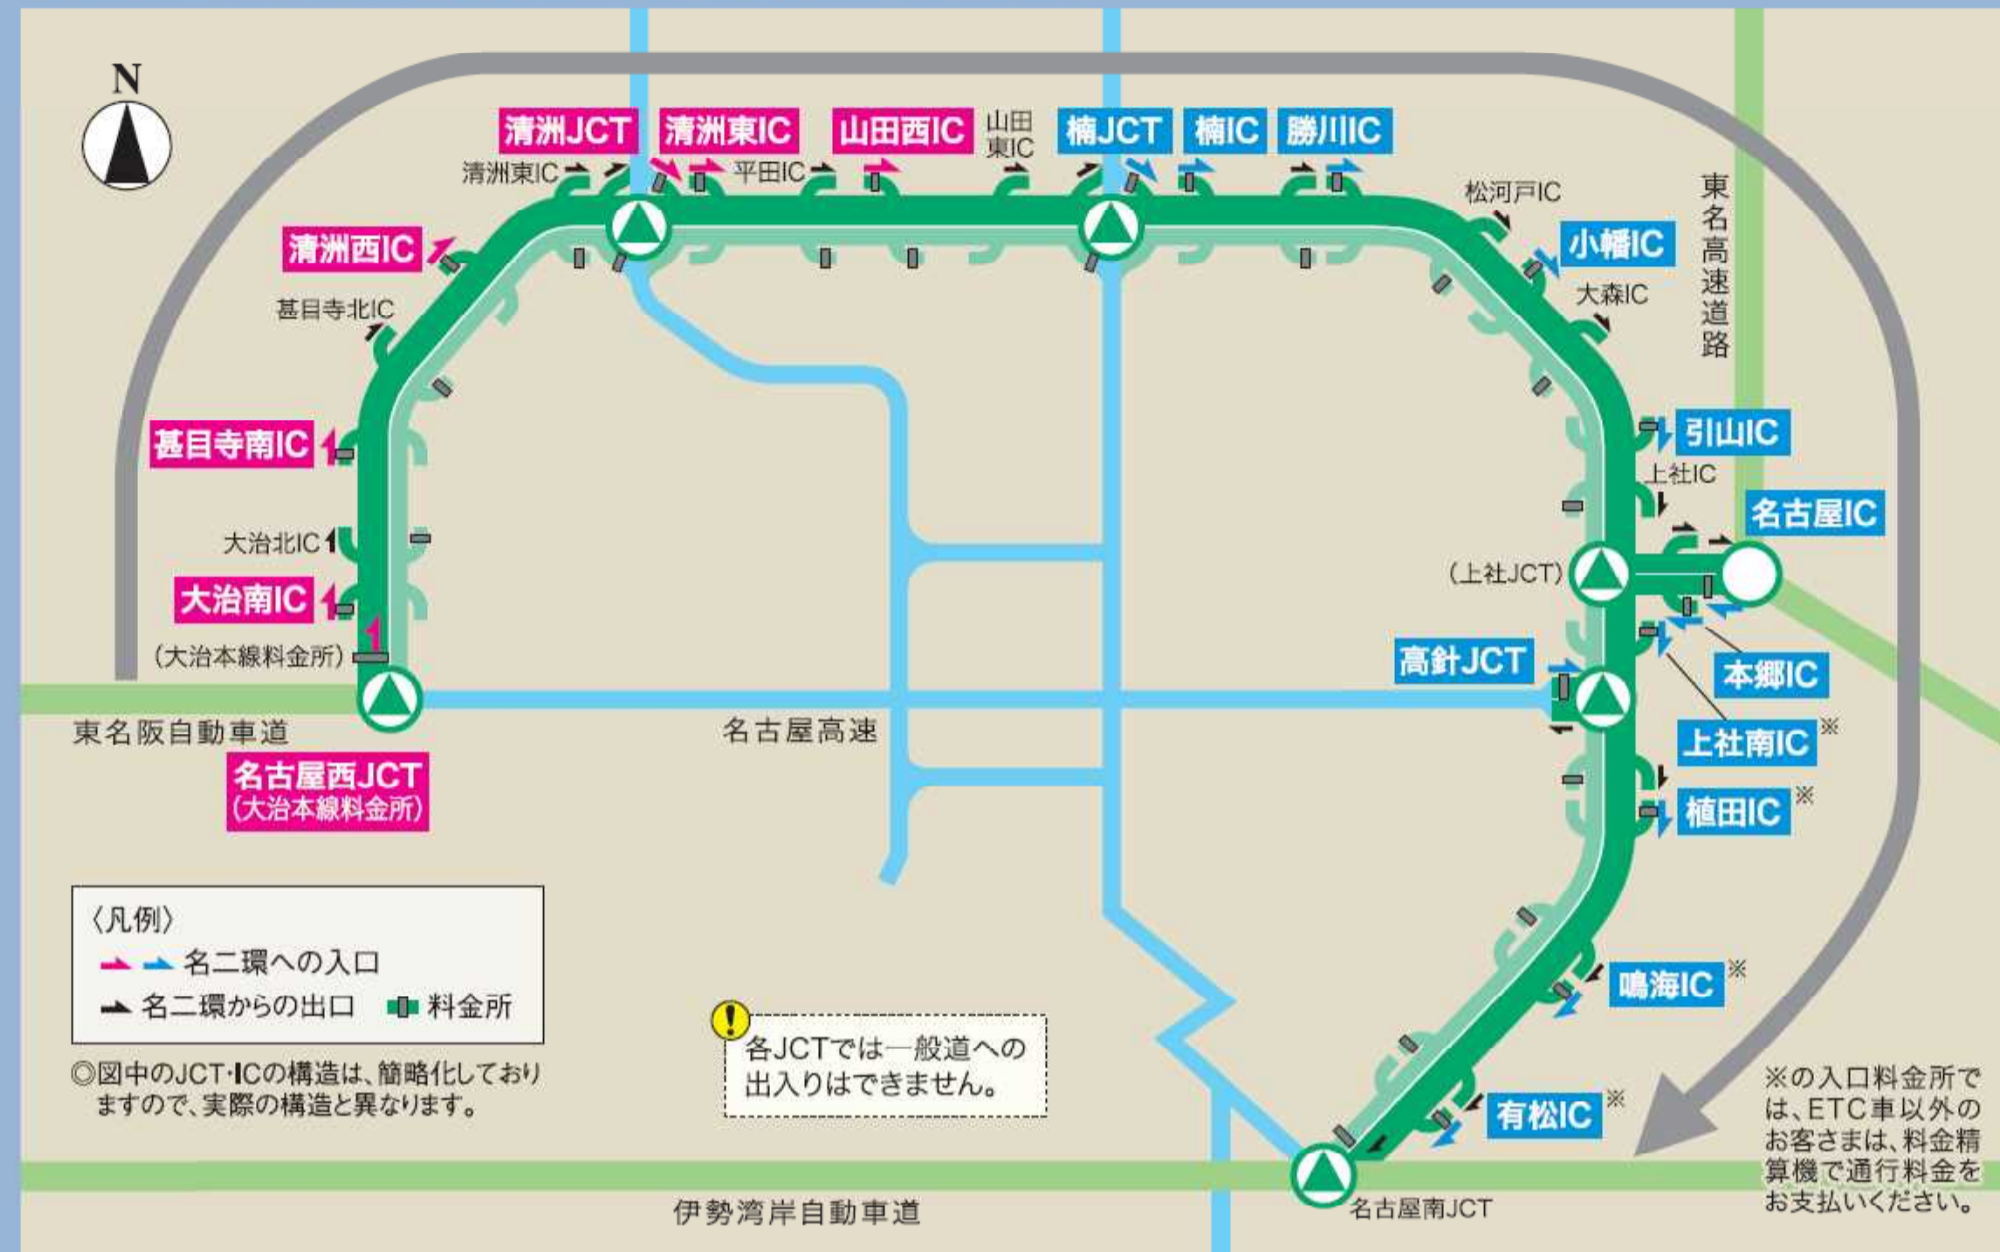 N
清洲JCT
清洲東IC
山田西IC
山田
東IC
楠JCT
楠IC
勝川IC
清洲東IC
平田IC
松河戸IC
東名高速道路
小幡IC
清洲西IC
大森IC
甚目寺北IC
甚目寺南IC
引山IC
上社IC
名古屋IC
大治北IC
(上社JCT)
大治南IC
(大治本線料金所)
高針JCT
本郷IC
東名阪自動車道
名古屋高速
上社南IC※
名古屋西JCT
(大治本線料金所)
植田IC※
〈凡例〉
名二環への入口
名二環からの出口 料金所
鳴海IC※
!
各JCTでは一般道への
出入りはできません。
◎図中のJCT・ICの構造は、簡略化しており
ますので、実際の構造と異なります。
有松IC※
※の入口料金所で
は、ETC車以外の
お客さまは、料金精
算機で通行料金を
お支払いください。
伊勢湾岸自動車道
名古屋南JCT